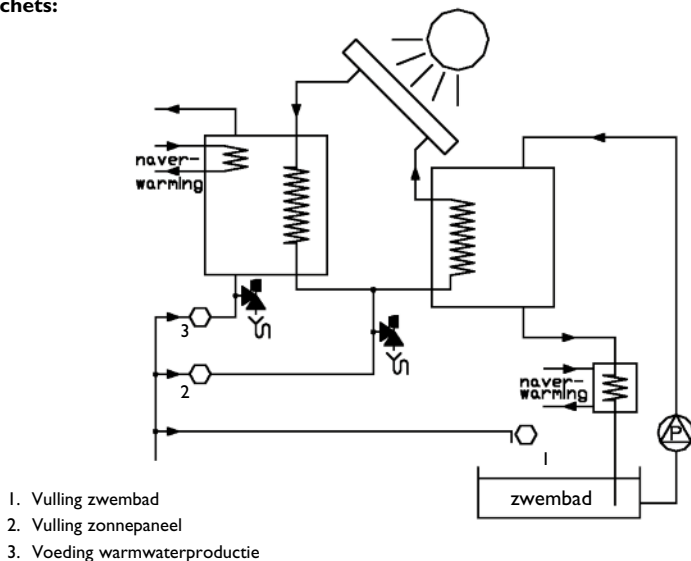 chets:
naver-
warming
3
2
naver-
warming
P
1
zwembad
1. Vulling zwembad
2. Vulling zonnepaneel
3. Voeding warmwaterproductie